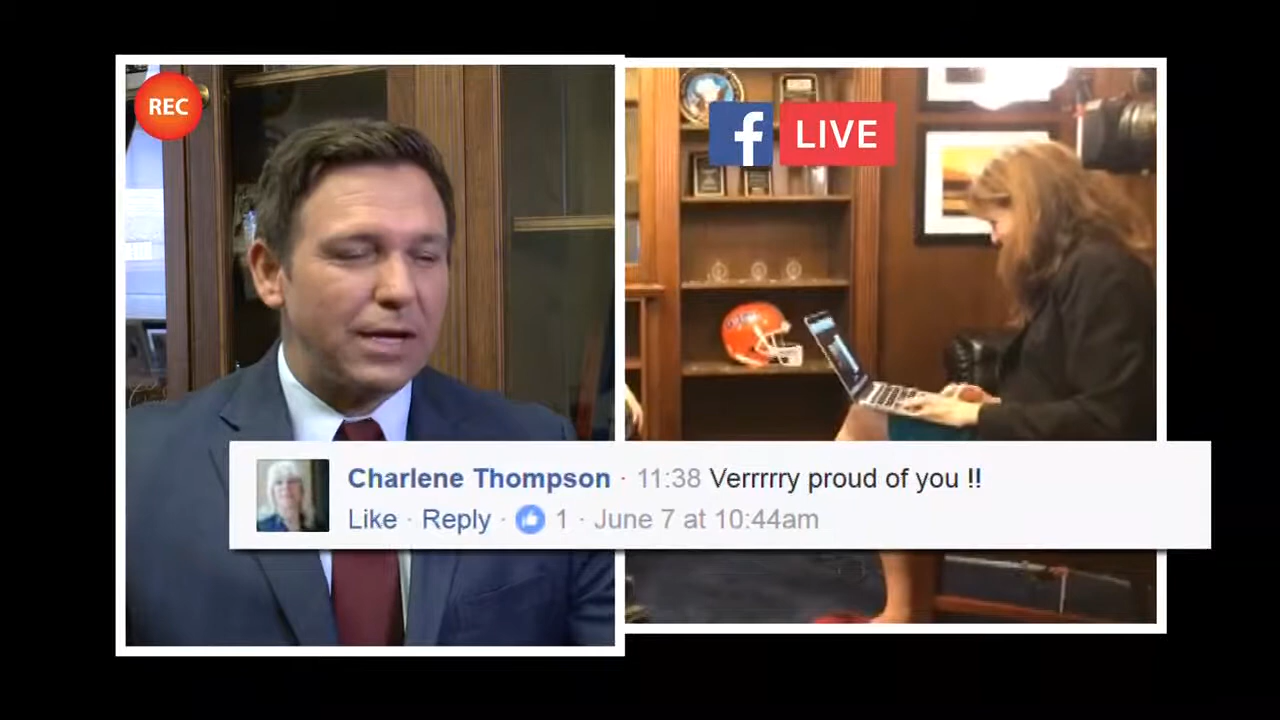 REC
f LIVE
Charlene Thompson · 11:38 Verrrrry proud of you !!
Like · Reply · 1 · June 7 at 10:44am